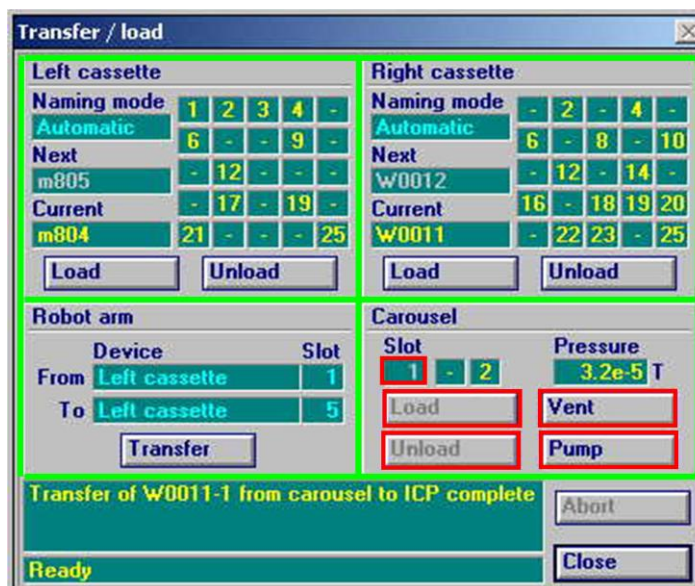 Transfer / load
Left cassette
Naming mode
Automatic
Next
m805
Current
m804
1 2 3 4 -
6 - - 9 -
- 12 - - -
- 17 - 19 -
21 - - - 25
Load Unload
Right cassette
Naming mode
Automatic
Next
W0012
Current
W0011
- 2 - 4 -
6 - 8 - 10
- 12 - 14 -
16 - 18 19 20
- 22 23 - 25
Load Unload
Robot arm
Device Slot
From Left cassette 1
To Left cassette 5
Transfer
Carousel
Slot Pressure
1 - 2 3.2e-5 T
Load Vent
Unload Pump
Transfer of W0011-1 from carousel to ICP complete
Abort
Ready
Close